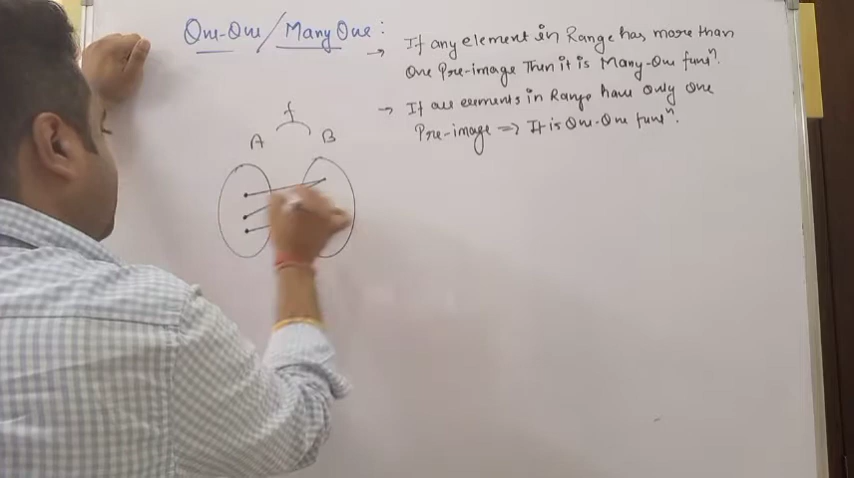 One-One/Many One:
→ If any element in Range has more than
One Pre-image Then it is Many-One funⁿ.
→ If all elements in Range have only one
Pre-image ⇒ It is One-One funⁿ.
f
A B